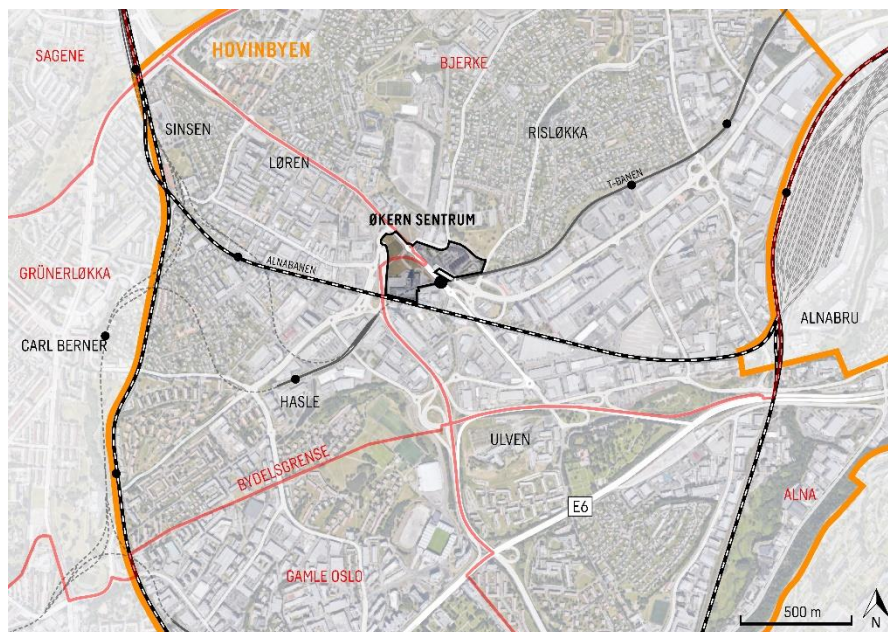 SAGENE
HOVINBYEN
BJERKE
SINSEN
RISLØKKA
LØREN
T-BANEN
ØKERN SENTRUM
ALNABANEN
GRÜNERLØKKA
ALNABRU
CARL BERNER
HASLE
ULVEN
BYDELSGRENSE
ALNA
E6
GAMLE OSLO
500 m
N